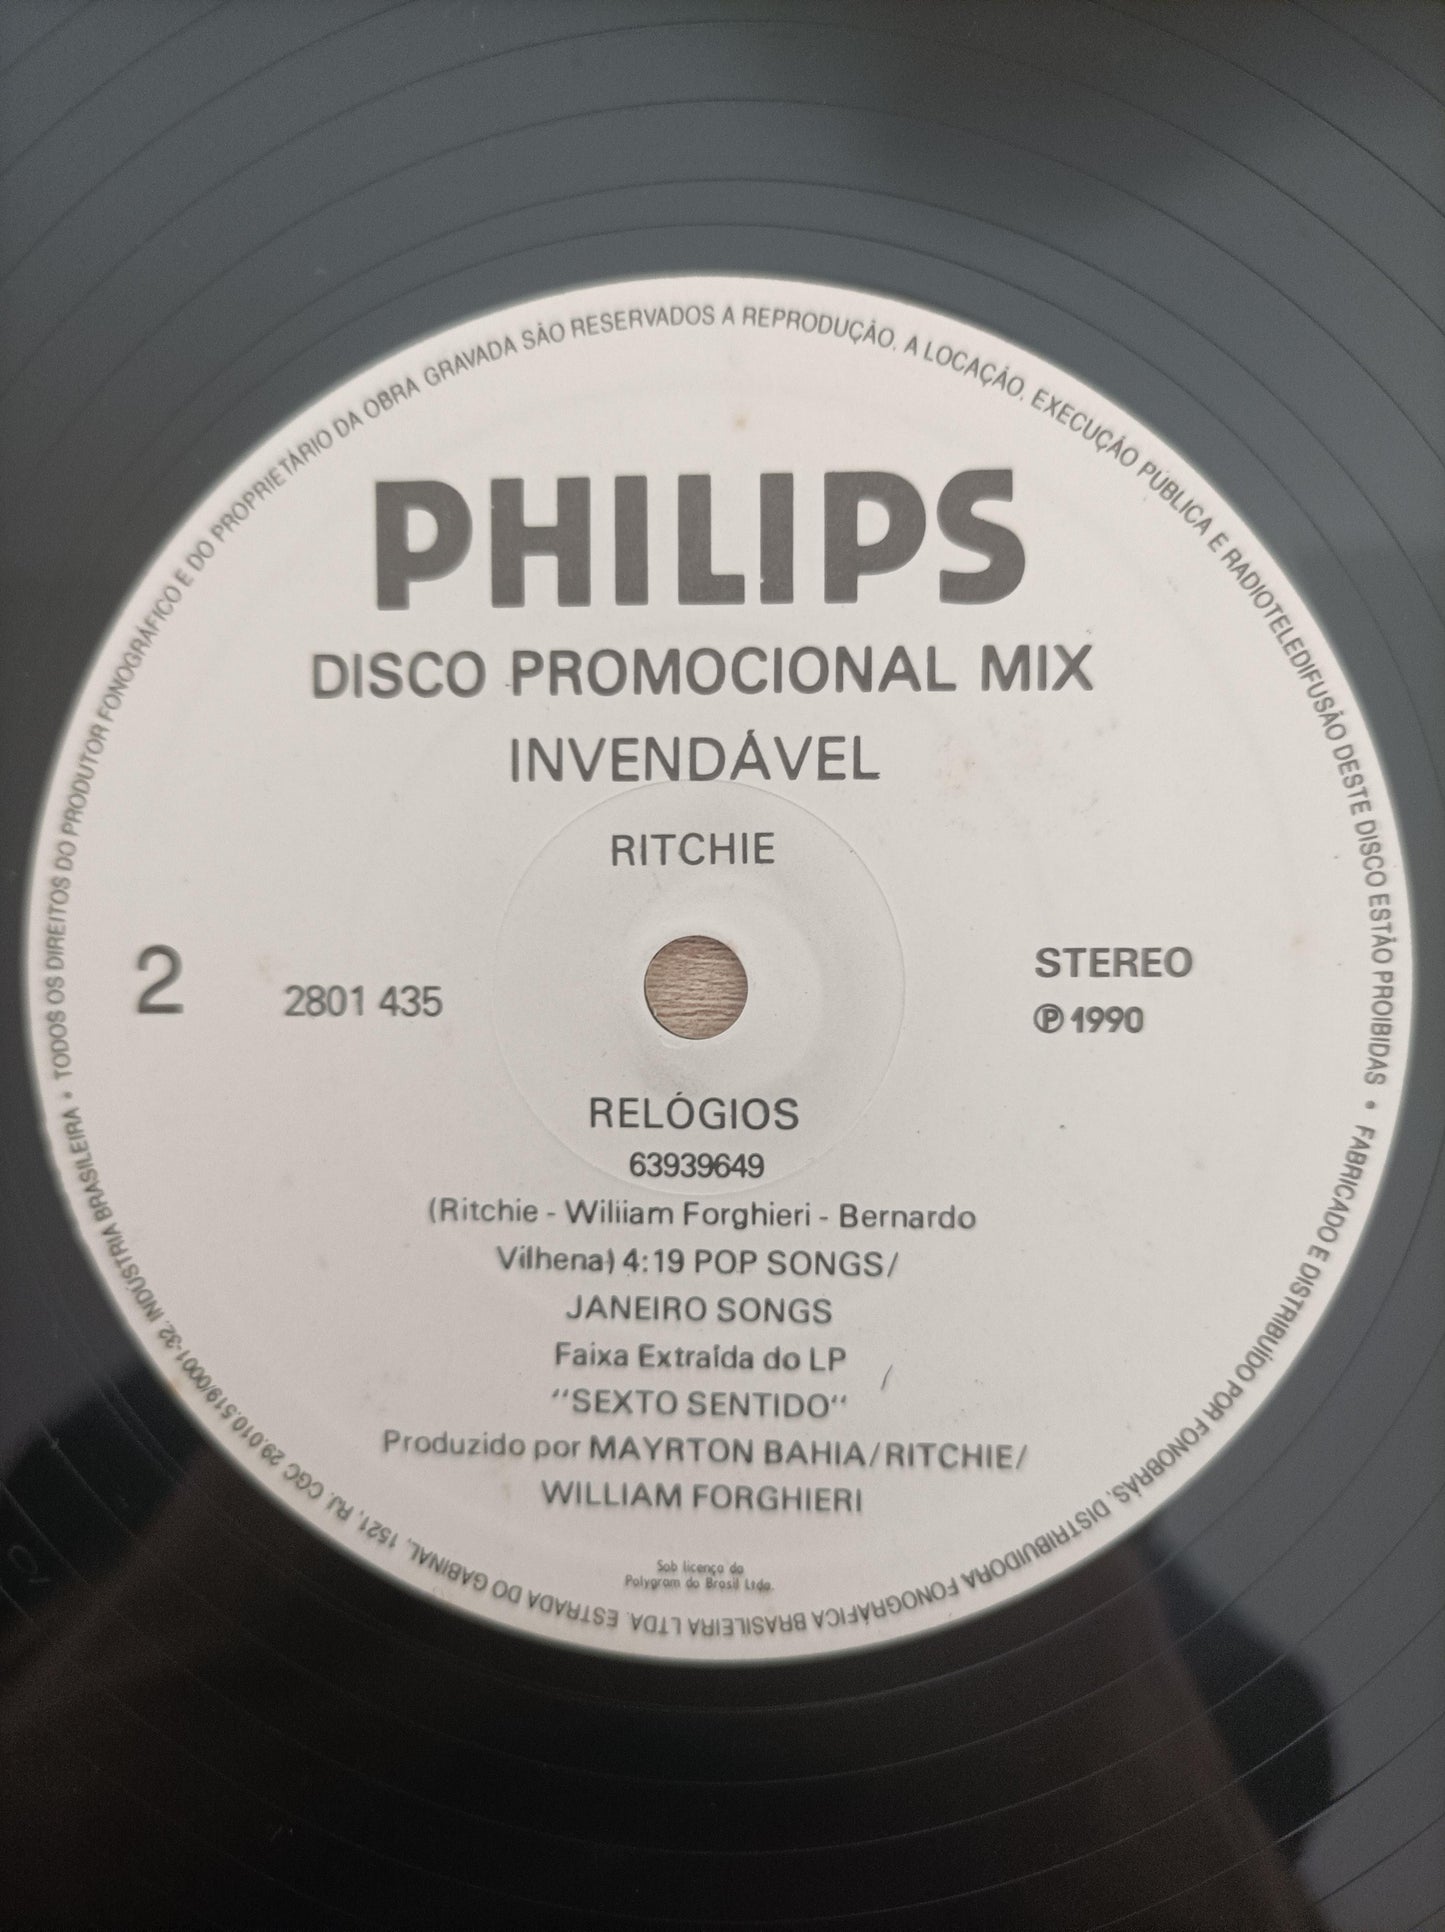 TODOS OS DIREITOS DO PRODUTOR FONOGRÁFICO E DO PROPRIETÁRIO DA OBRA GRAVADA SÃO RESERVADOS A REPRODUÇÃO, A LOCAÇÃO, EXECUÇÃO PÚBLICA E RADIOTELEDIFUSÃO DESTE DISCO ESTÃO PROIBIDAS •
PHILIPS
DISCO PROMOCIONAL MIX
INVENDÁVEL
RITCHIE
2
2801 435
STEREO
℗ 1990
RELÓGIOS
63939649
(Ritchie - Wiliiam Forghieri - Bernardo
Vilhena) 4:19 POP SONGS/
JANEIRO SONGS
Faixa Extraída do LP
"SEXTO SENTIDO"
Produzido por MAYRTON BAHIA/RITCHIE/
WILLIAM FORGHIERI
Sob licença da
Polygram do Brasil Ltda.
FABRICADO E DISTRIBUÍDO POR FONOBRÁS, DISTRIBUIDORA FONOGRÁFICA BRASILEIRA LTDA. ESTRADA DO GABINAL, 1521, RJ. CGC 29.010.519/0001-32. INDÚSTRIA BRASILEIRA •